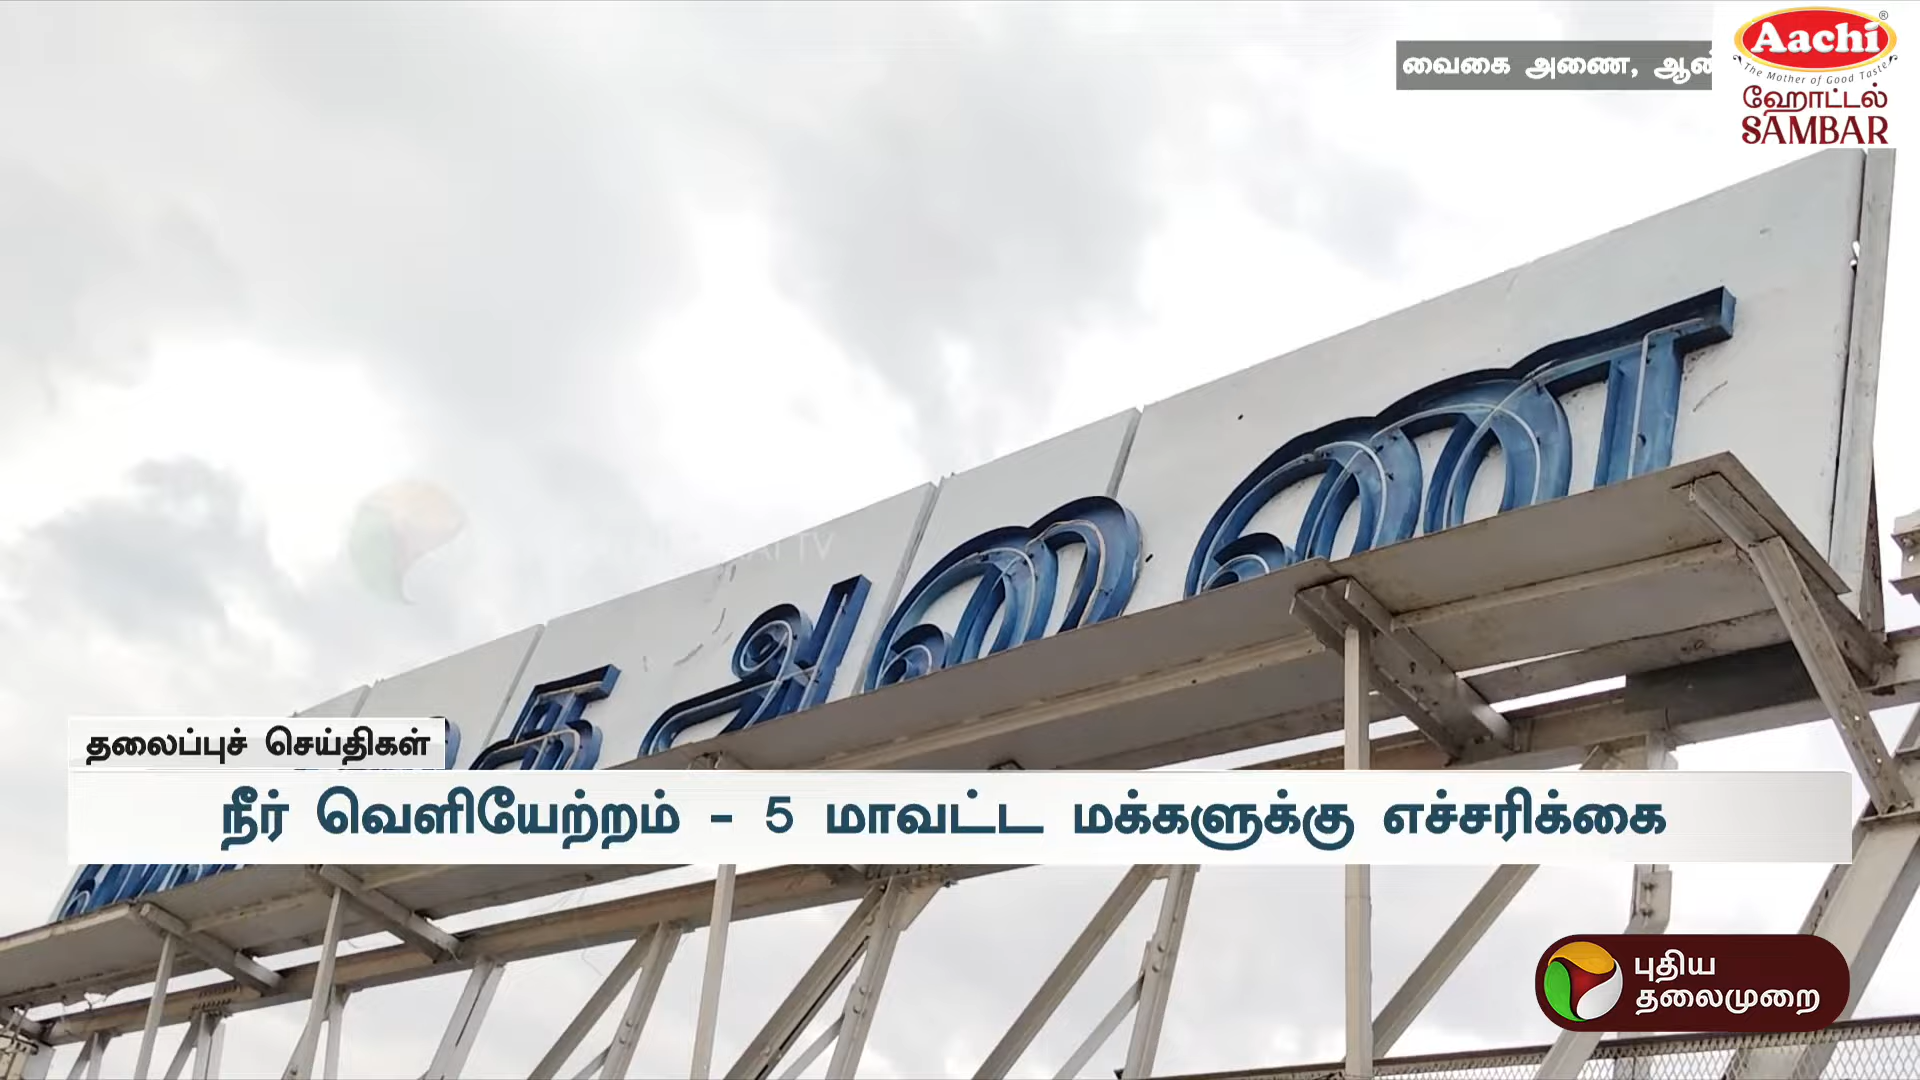 Aachi
The Mother of Good Taste
ஹோட்டல்
SAMBAR
வைகை அணை,
அணை
தலைப்புச் செய்திகள்
நீர் வெளியேற்றம் - 5 மாவட்ட மக்களுக்கு எச்சரிக்கை
புதிய
தலைமுறை